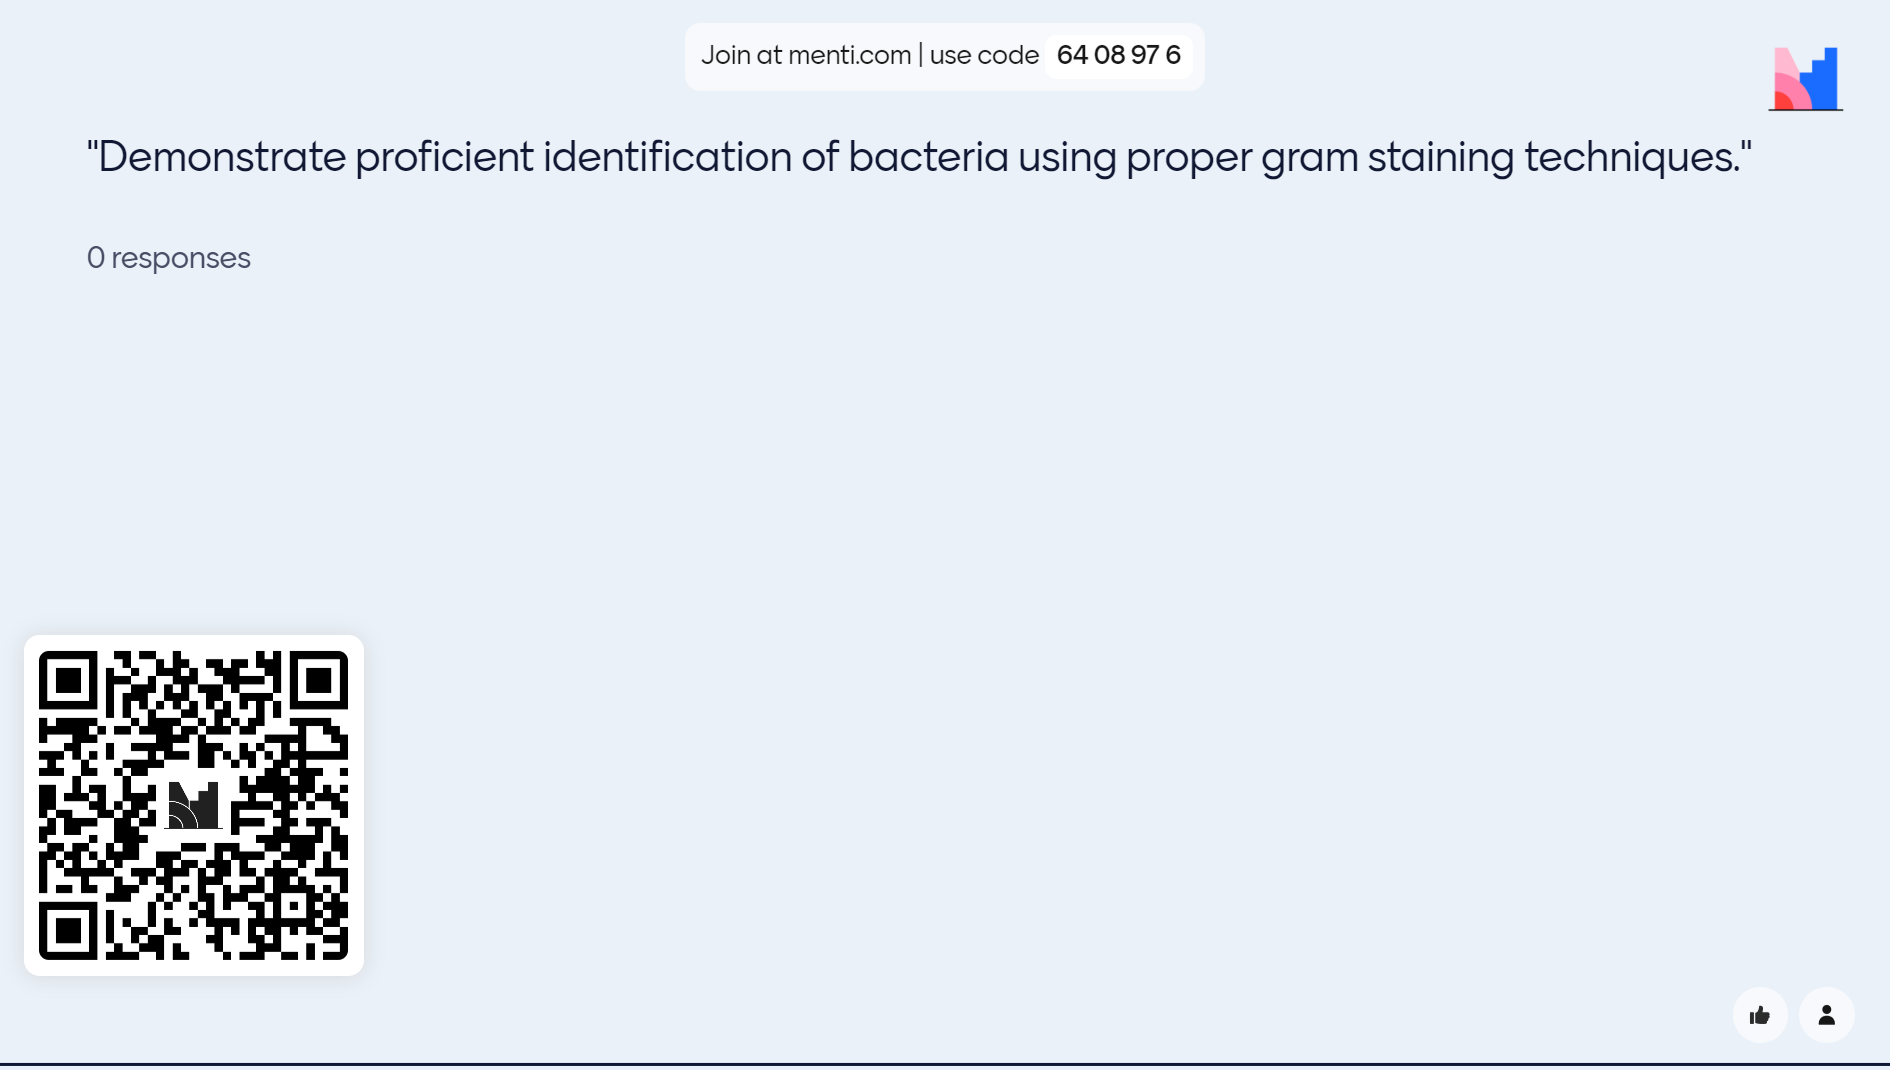 Join at menti.com | use code 64 08 97 6
"Demonstrate proficient identification of bacteria using proper gram staining techniques."
0 responses